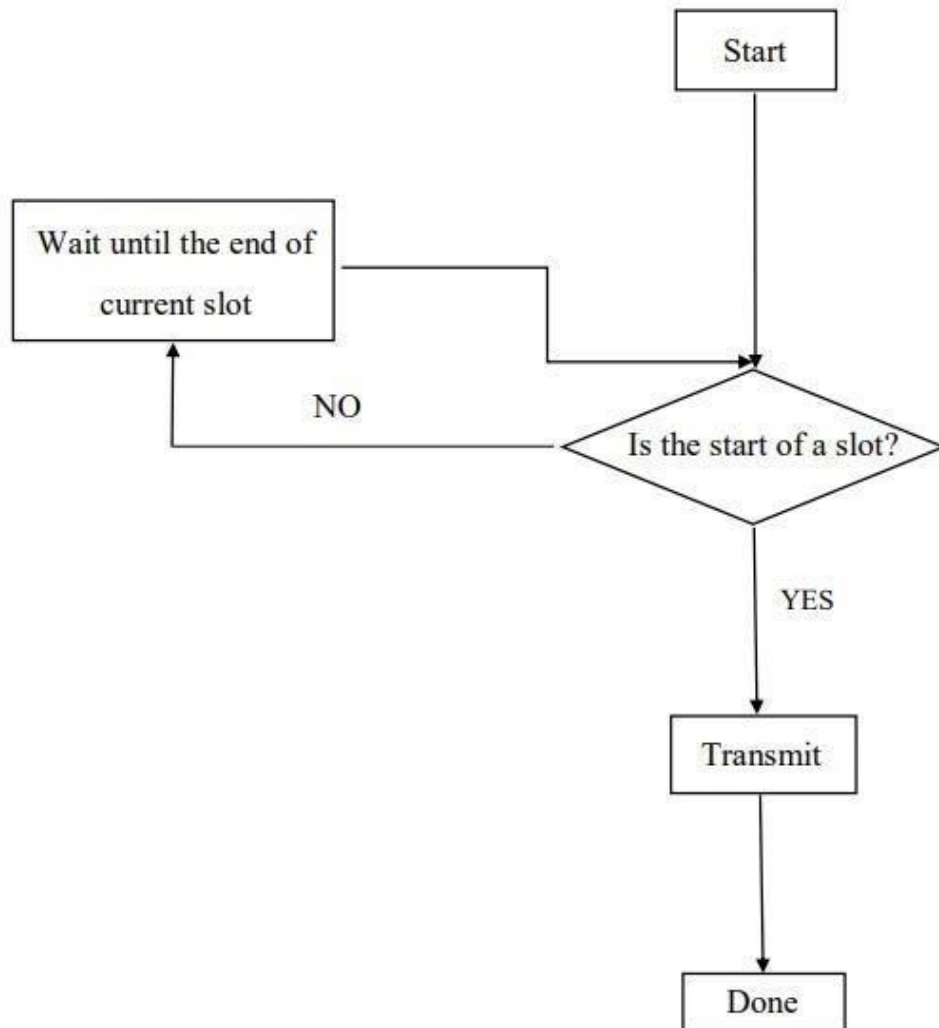 Start
Wait until the end of
current slot
NO
Is the start of a slot?
YES
Transmit
Done